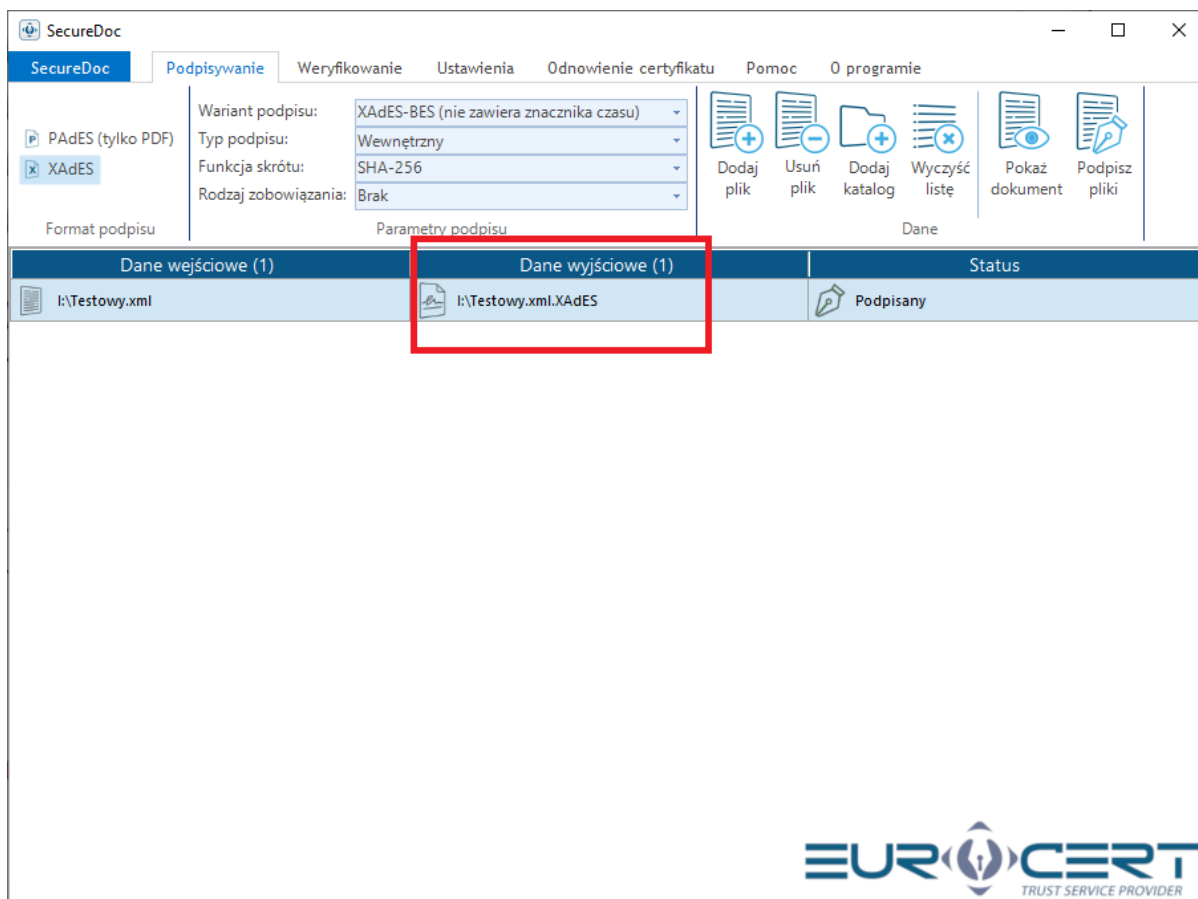 SecureDoc
SecureDoc Podpisywanie Weryfikowanie Ustawienia Odnowienie certyfikatu Pomoc O programie
PAdES (tylko PDF)
XAdES
Format podpisu
Wariant podpisu: XAdES-BES (nie zawiera znacznika czasu)
Typ podpisu: Wewnętrzny
Funkcja skrótu: SHA-256
Rodzaj zobowiązania: Brak
Parametry podpisu
Dodaj plik
Usuń plik
Dodaj katalog
Wyczyść listę
Pokaż dokument
Podpisz pliki
Dane
Dane wejściowe (1) Dane wyjściowe (1) Status
I:\Testowy.xml I:\Testowy.xml.XAdES Podpisany
EUROCERT
TRUST SERVICE PROVIDER